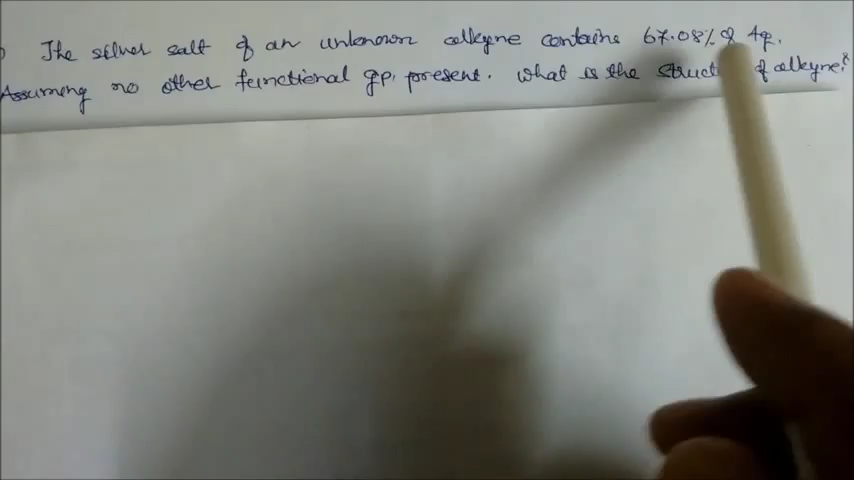 ) The silver salt of an unknown alkyne contains 67.08% of Ag.
Assuming no other functional gp. present. What is the struct of alkyne?